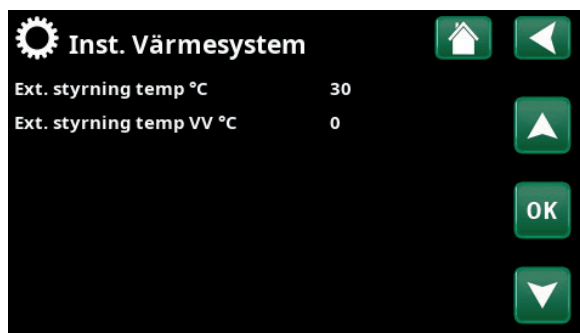 Inst. Värmesystem
Ext. styrning temp °C 30
Ext. styrning temp VV °C 0
OK